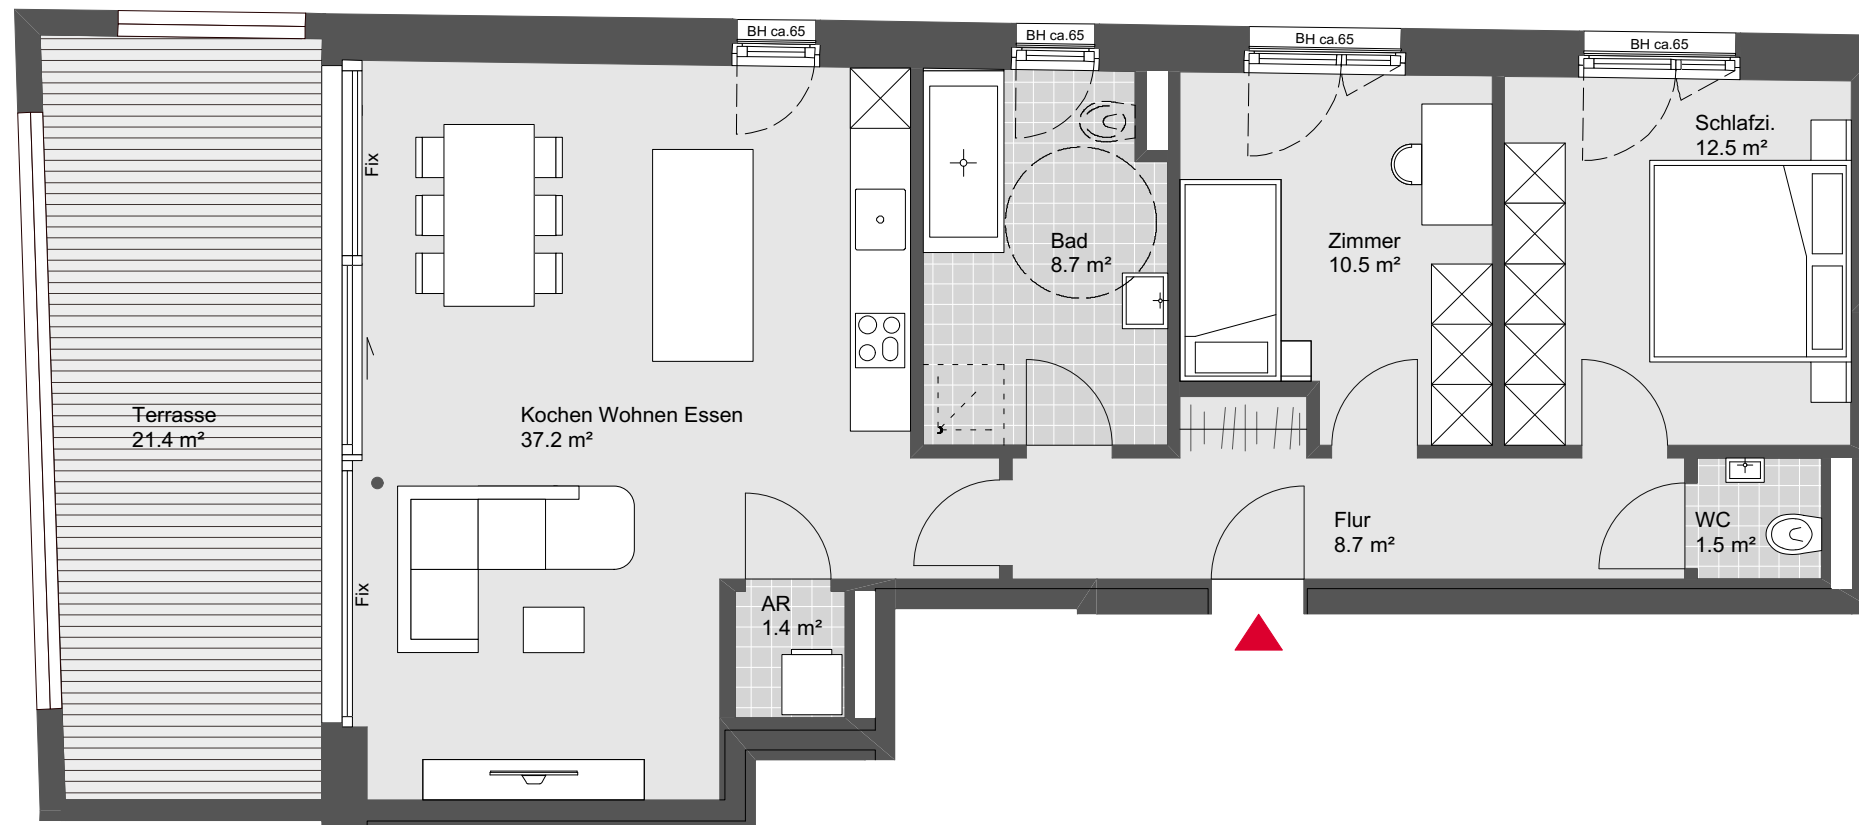 BH ca.65
BH ca.65
BH ca.65
BH ca.65
Schlafzi.
12.5 m²
Fix
Bad
8.7 m²
Zimmer
10.5 m²
Terrasse
21.4 m²
Kochen Wohnen Essen
37.2 m²
Flur
8.7 m²
WC
1.5 m²
Fix
AR
1.4 m²